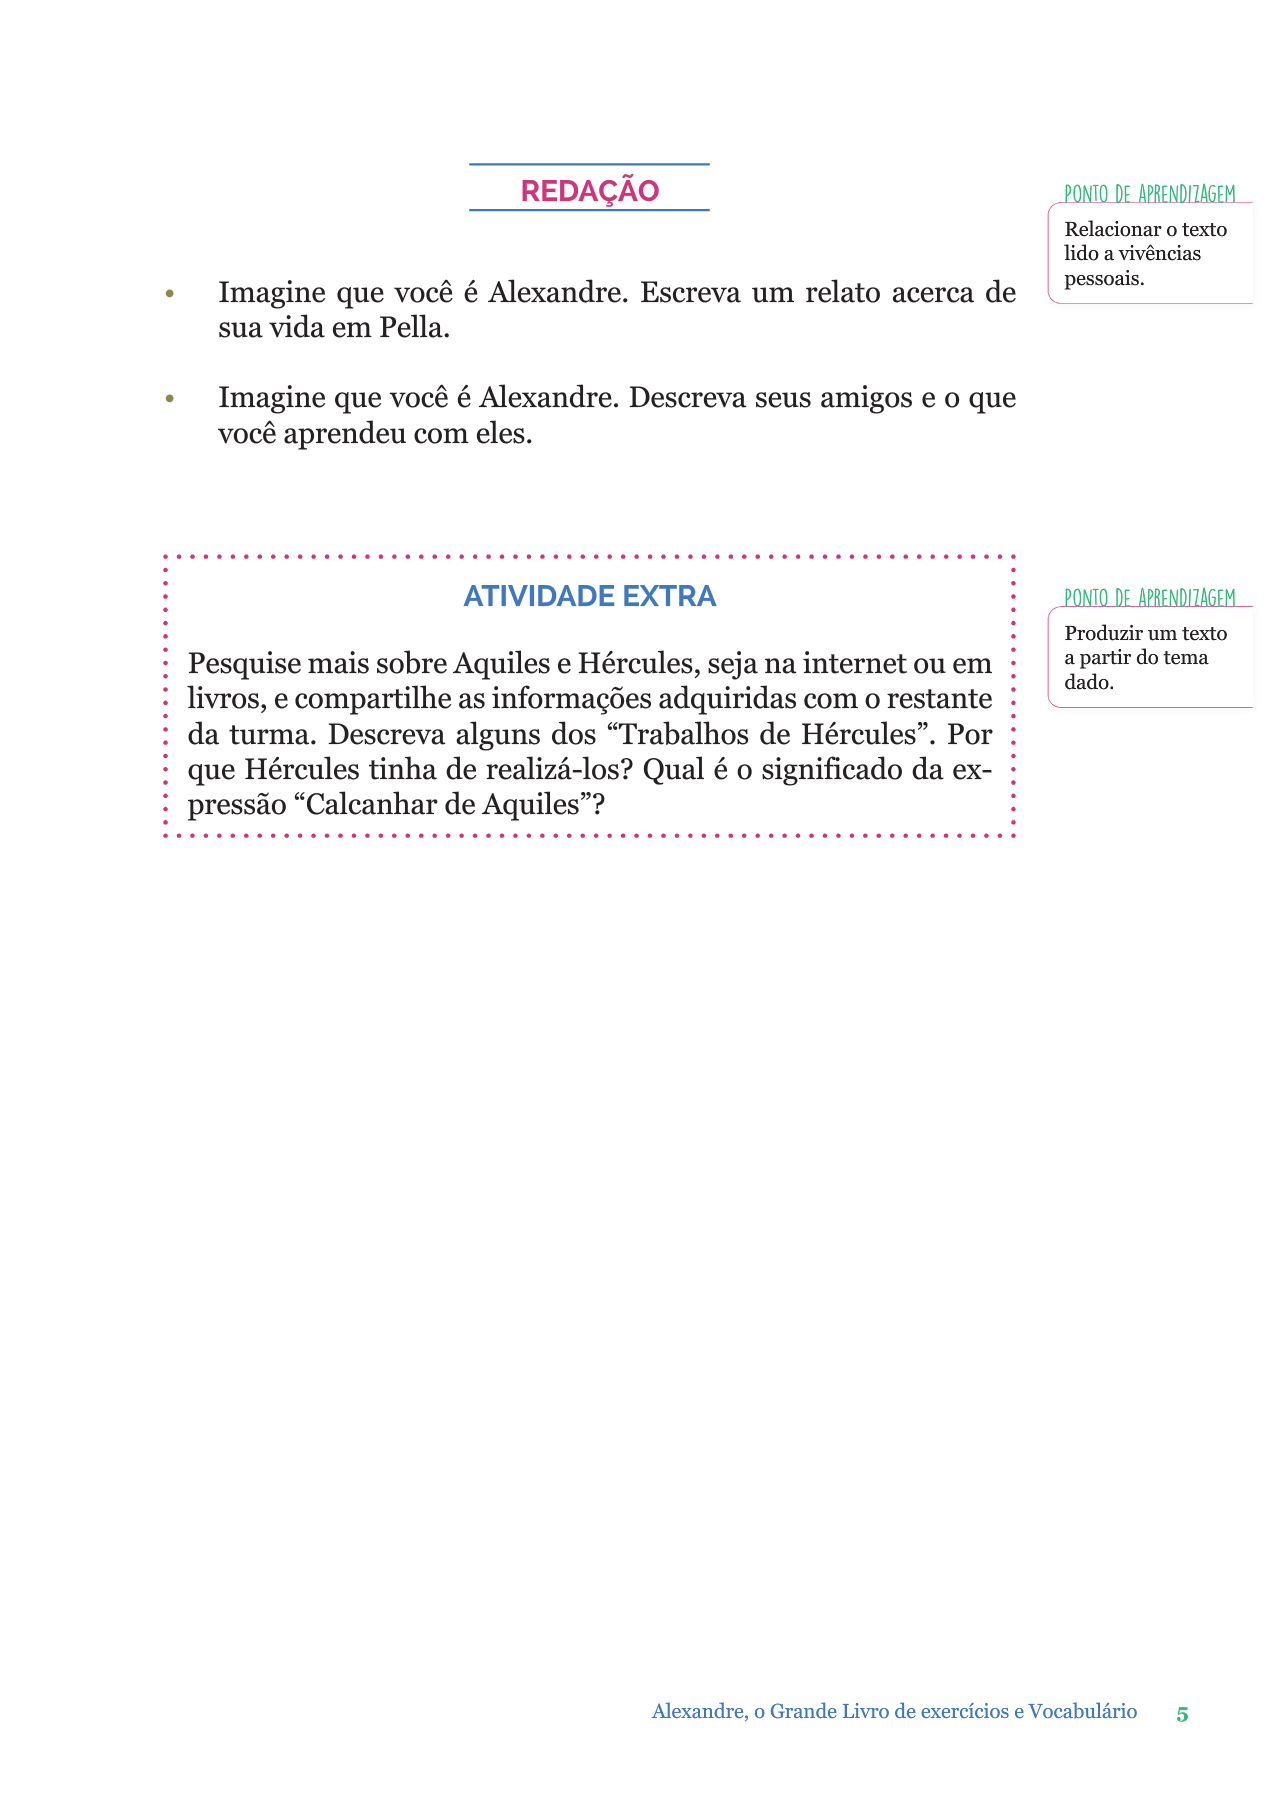 REDAÇÃO
PONTO DE APRENDIZAGEM
Relacionar o texto
lido a vivências
pessoais.
• Imagine que você é Alexandre. Escreva um relato acerca de
sua vida em Pella.
• Imagine que você é Alexandre. Descreva seus amigos e o que
você aprendeu com eles.
ATIVIDADE EXTRA
Pesquise mais sobre Aquiles e Hércules, seja na internet ou em
livros, e compartilhe as informações adquiridas com o restante
da turma. Descreva alguns dos “Trabalhos de Hércules”. Por
que Hércules tinha de realizá-los? Qual é o significado da ex-
pressão “Calcanhar de Aquiles”?
PONTO DE APRENDIZAGEM
Produzir um texto
a partir do tema
dado.
Alexandre, o Grande Livro de exercícios e Vocabulário 5